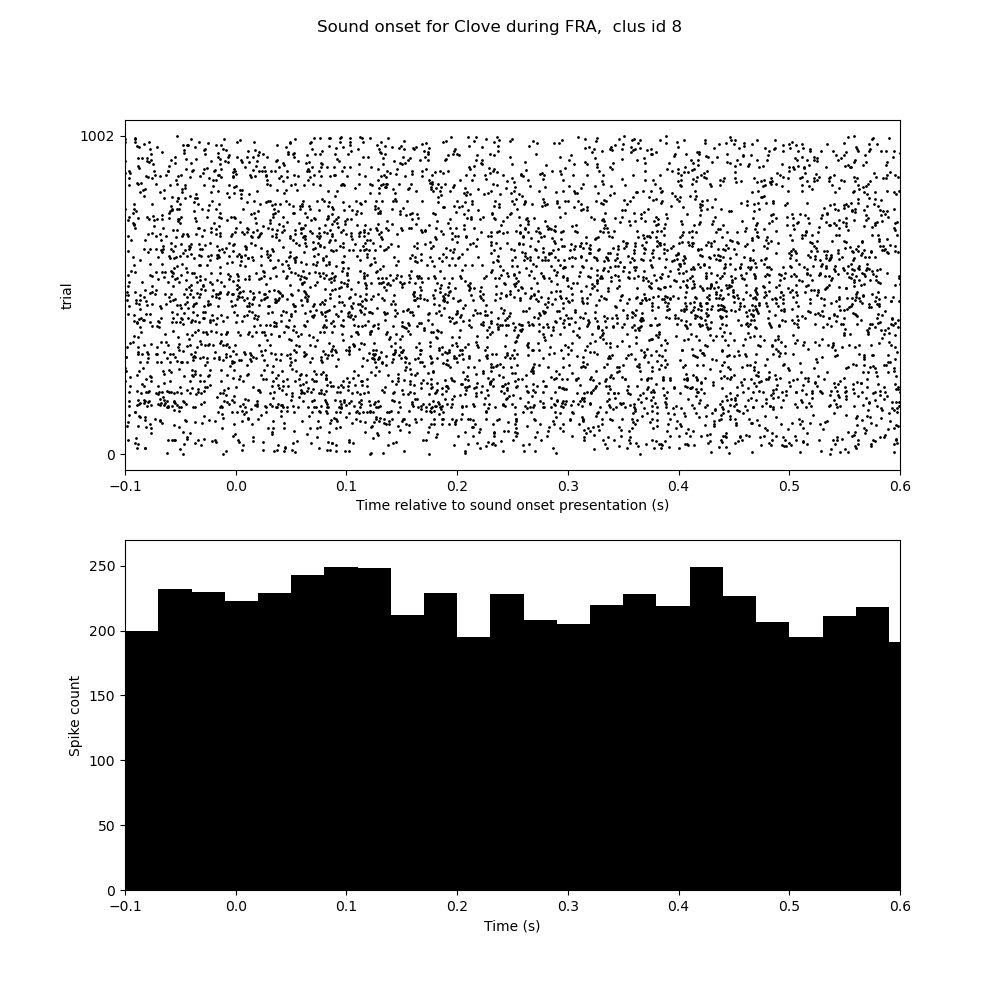 Sound onset for Clove during FRA,  clus id 8
1002
trial
0
−0.1 0.0 0.1 0.2 0.3 0.4 0.5 0.6
Time relative to sound onset presentation (s)
250
200
150
Spike count
100
50
0
−0.1 0.0 0.1 0.2 0.3 0.4 0.5 0.6
Time (s)